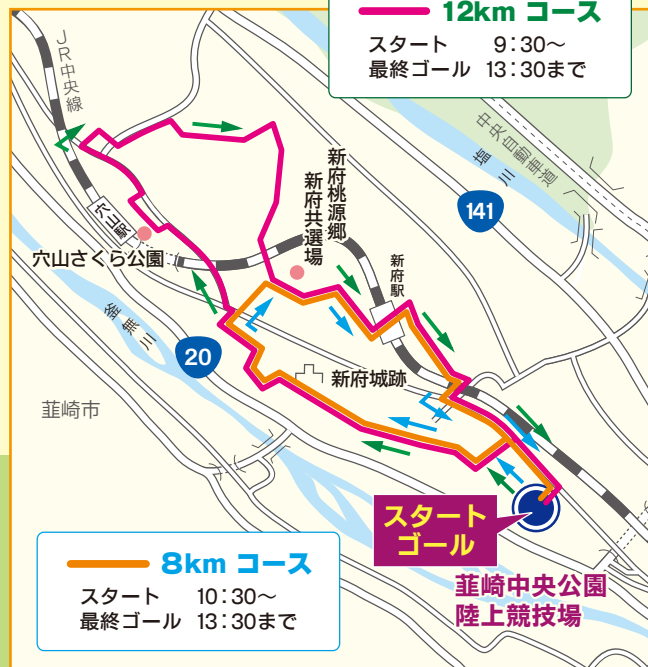 12km コース
スタート 9:30〜
最終ゴール 13:30まで
JR中央線
中央自動車道
塩川
141
新府桃源郷
新府共選場
穴山駅
穴山さくら公園
新府駅
釜無川
20
新府城跡
韮崎市
スタート
ゴール
8km コース
スタート 10:30〜
最終ゴール 13:30まで
韮崎中央公園
陸上競技場